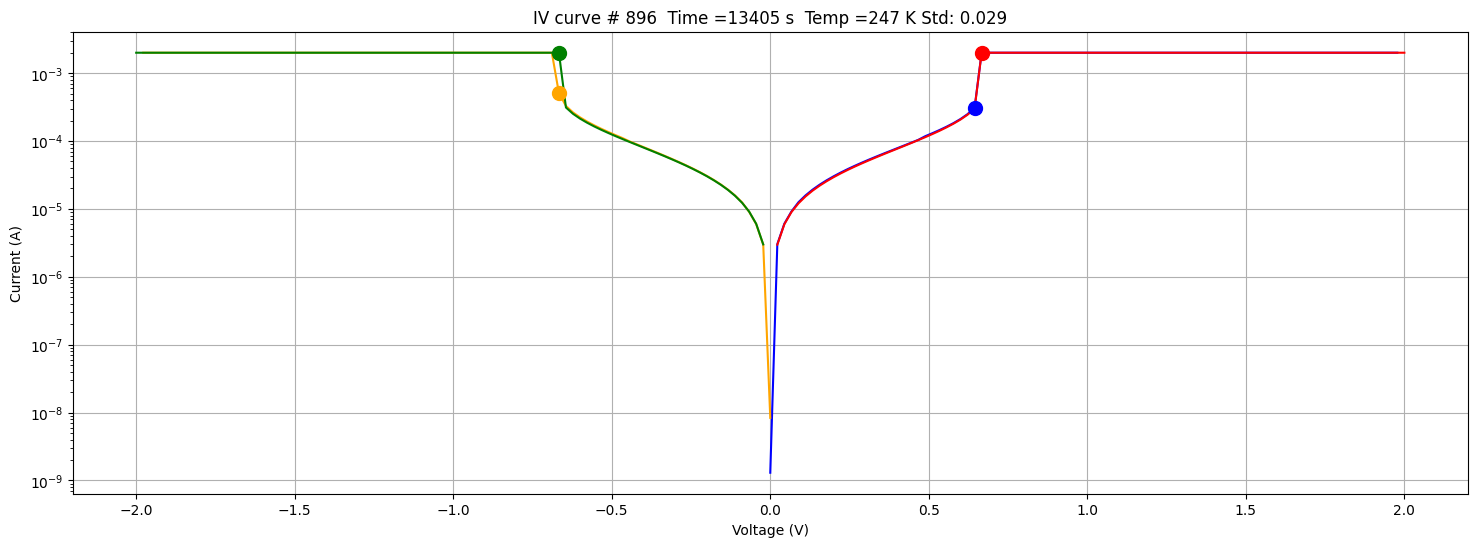 IV curve # 896  Time =13405 s  Temp =247 K Std: 0.029
Current (A)
10⁻³
10⁻⁴
10⁻⁵
10⁻⁶
10⁻⁷
10⁻⁸
10⁻⁹
−2.0 −1.5 −1.0 −0.5 0.0 0.5 1.0 1.5 2.0
Voltage (V)